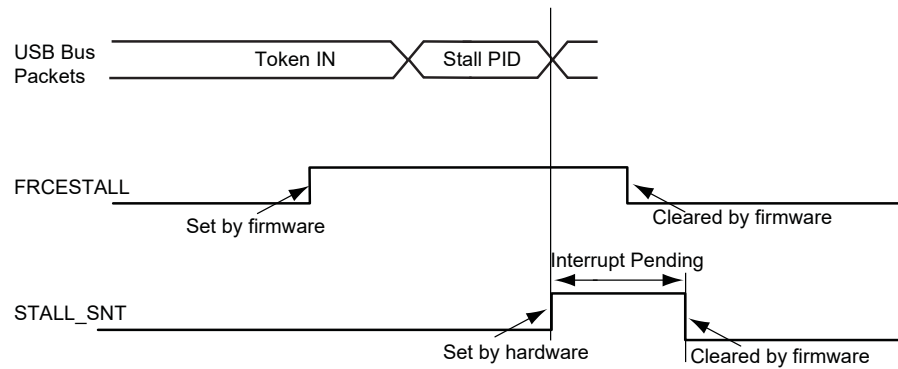 USB Bus
Packets
Token IN
Stall PID
FRCESTALL
Set by firmware
Cleared by firmware
Interrupt Pending
STALL_SNT
Set by hardware
Cleared by firmware